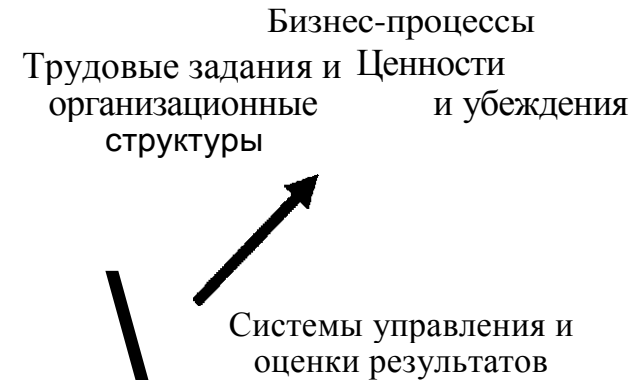 Бизнес-процессы
Трудовые задания и Ценности
организационные и убеждения
структуры
Системы управления и
оценки результатов